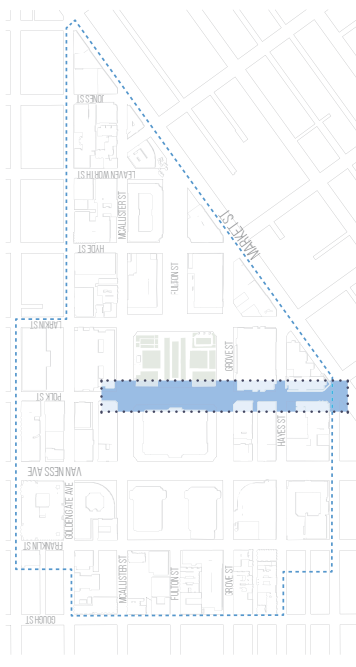 JONES ST
LEAVENWORTH ST
MCALLISTER ST
MARKET ST
HYDE ST
FULTON ST
LARKIN ST
GROVE ST
POLK ST
HAYES ST
VAN NESS AVE
GOLDEN GATE AVE
FRANKLIN ST
MCALLISTER ST
FULTON ST
GROVE ST
GOUGH ST